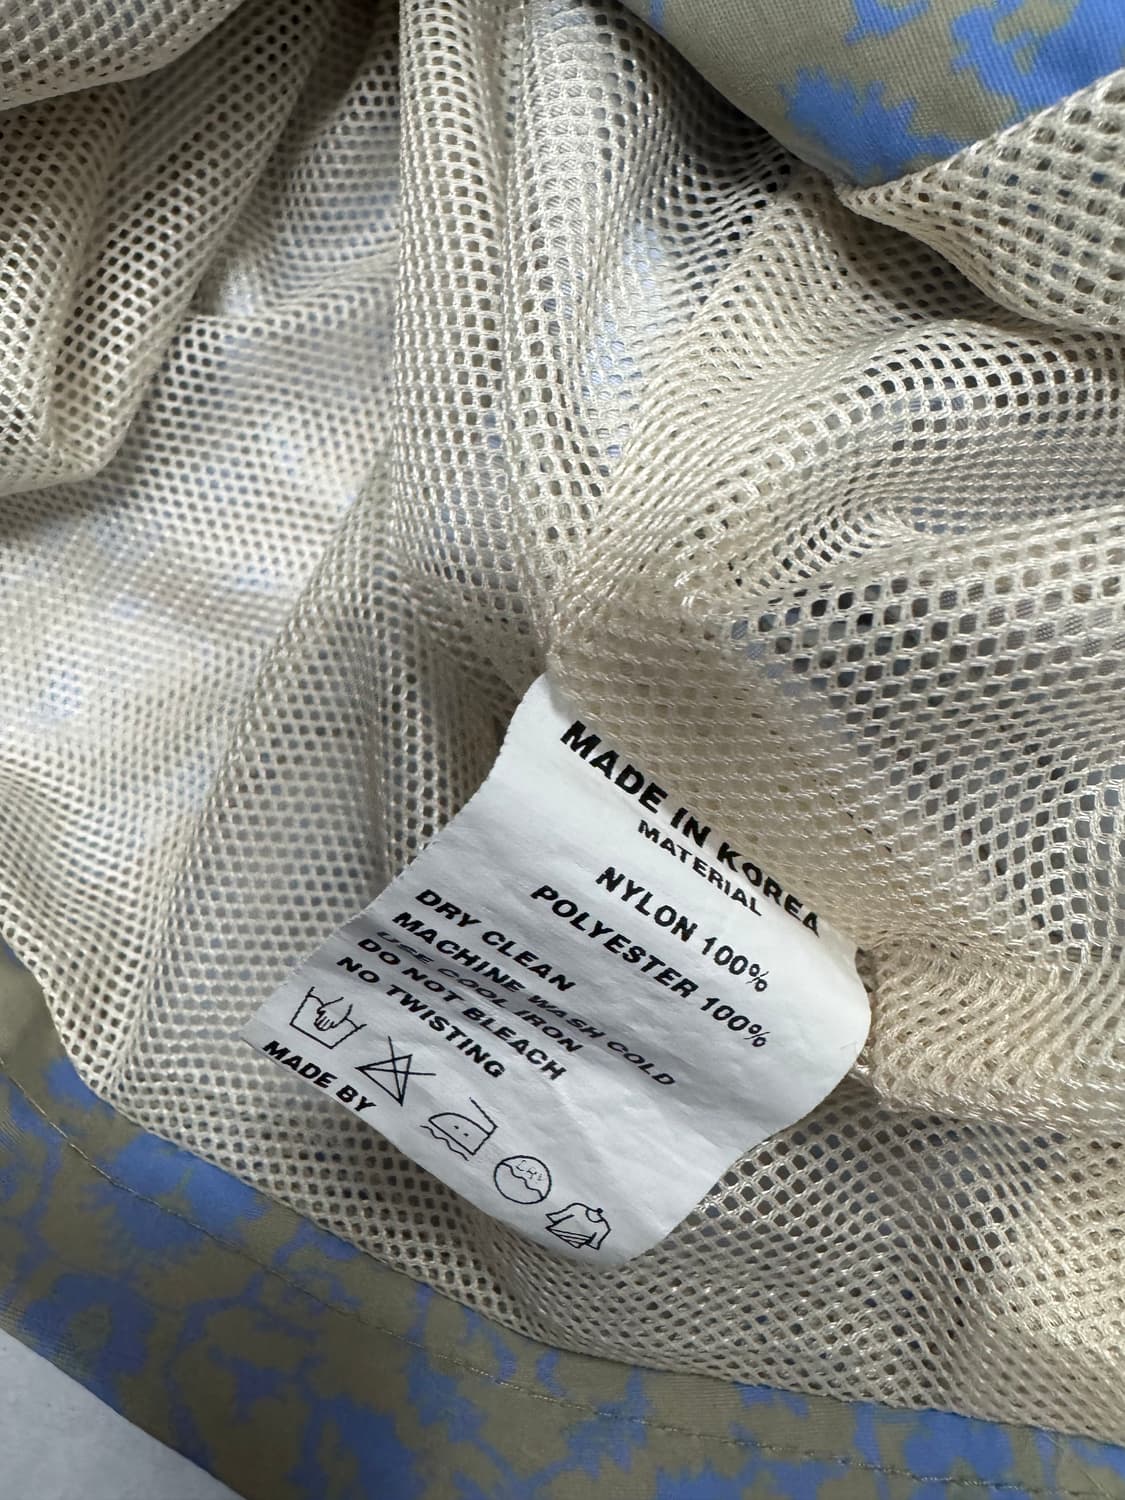 MADE IN KOREA
MATERIAL
NYLON 100%
POLYESTER 100%
DRY CLEAN
MACHINE WASH COLD
USE COOL IRON
DO NOT BLEACH
NO TWISTING
MADE BY